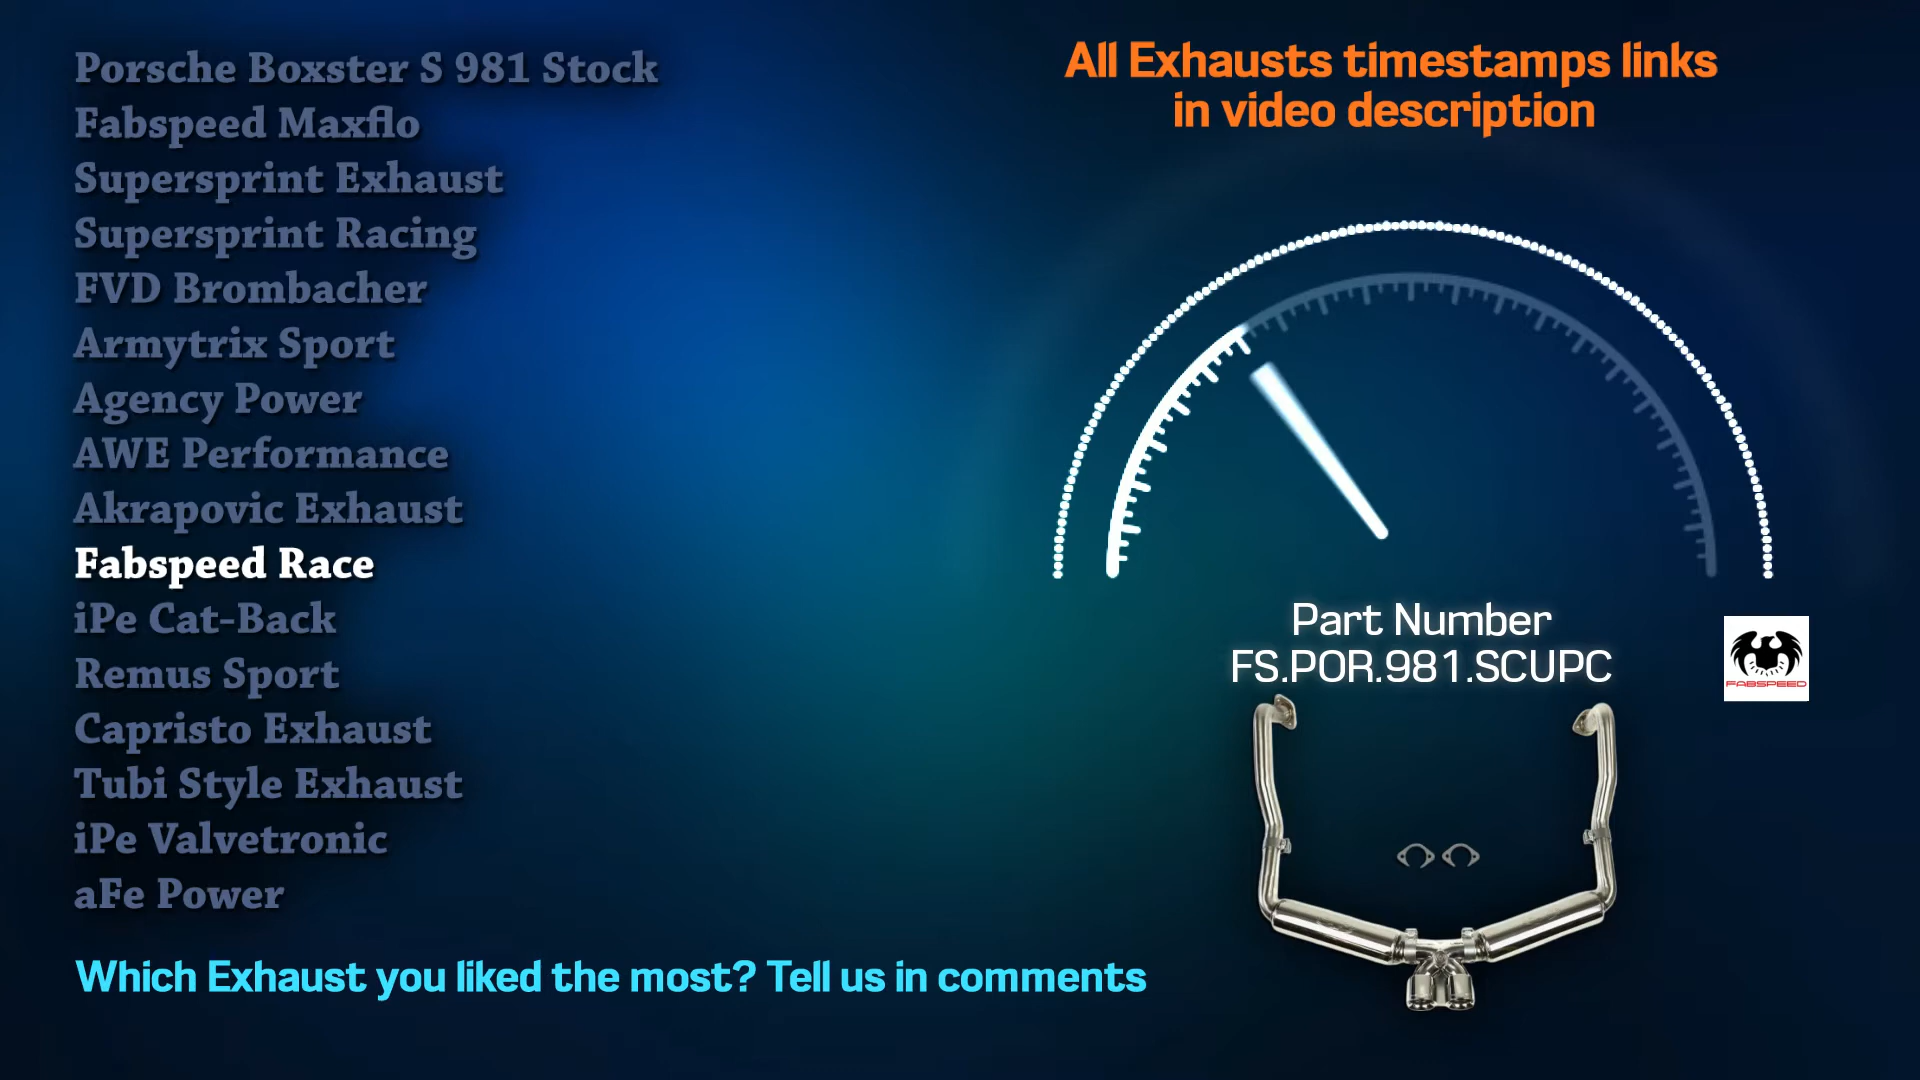 Porsche Boxster S 981 Stock
Fabspeed Maxflo
Supersprint Exhaust
Supersprint Racing
FVD Brombacher
Armytrix Sport
Agency Power
AWE Performance
Akrapovic Exhaust
Fabspeed Race
iPe Cat-Back
Remus Sport
Capristo Exhaust
Tubi Style Exhaust
iPe Valvetronic
aFe Power
Which Exhaust you liked the most? Tell us in comments
All Exhausts timestamps links
in video description
Part Number
FS.POR.981.SCUPC
FABSPEED